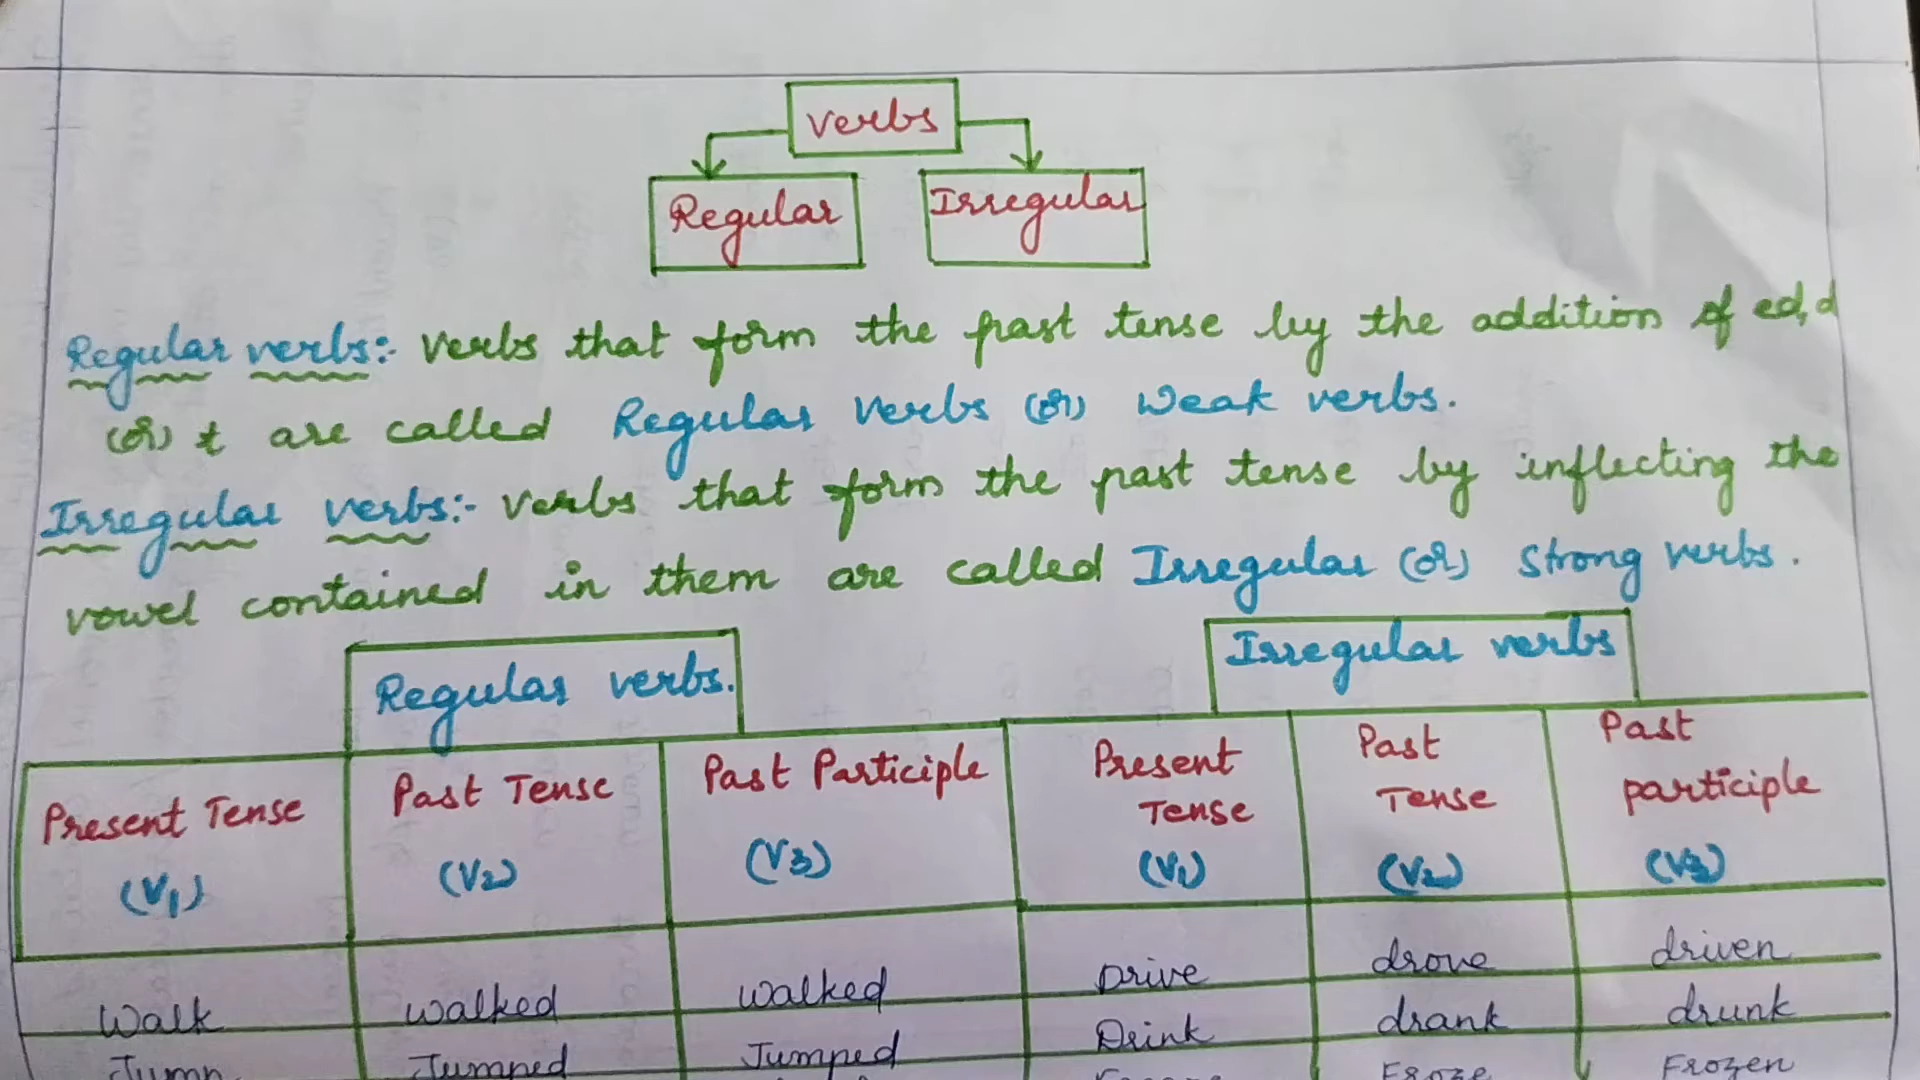 Verbs
Regular Irregular
Regular verbs:- Verbs that form the past tense by the addition of ed, d
(or) t are called Regular Verbs (or) Weak verbs.
Irregular verbs:- Verbs that form the past tense by inflecting the
vowel contained in them are called Irregular (or) Strong verbs.
Regular verbs. Irregular verbs
Present Tense (V1) Past Tense (V2) Past Participle (V3) Present Tense (V1) Past Tense (V2) Past participle (V3)
Walk walked walked Drive drove driven
Jump Jumped Jumped Drink drank drunk
Froze Frozen